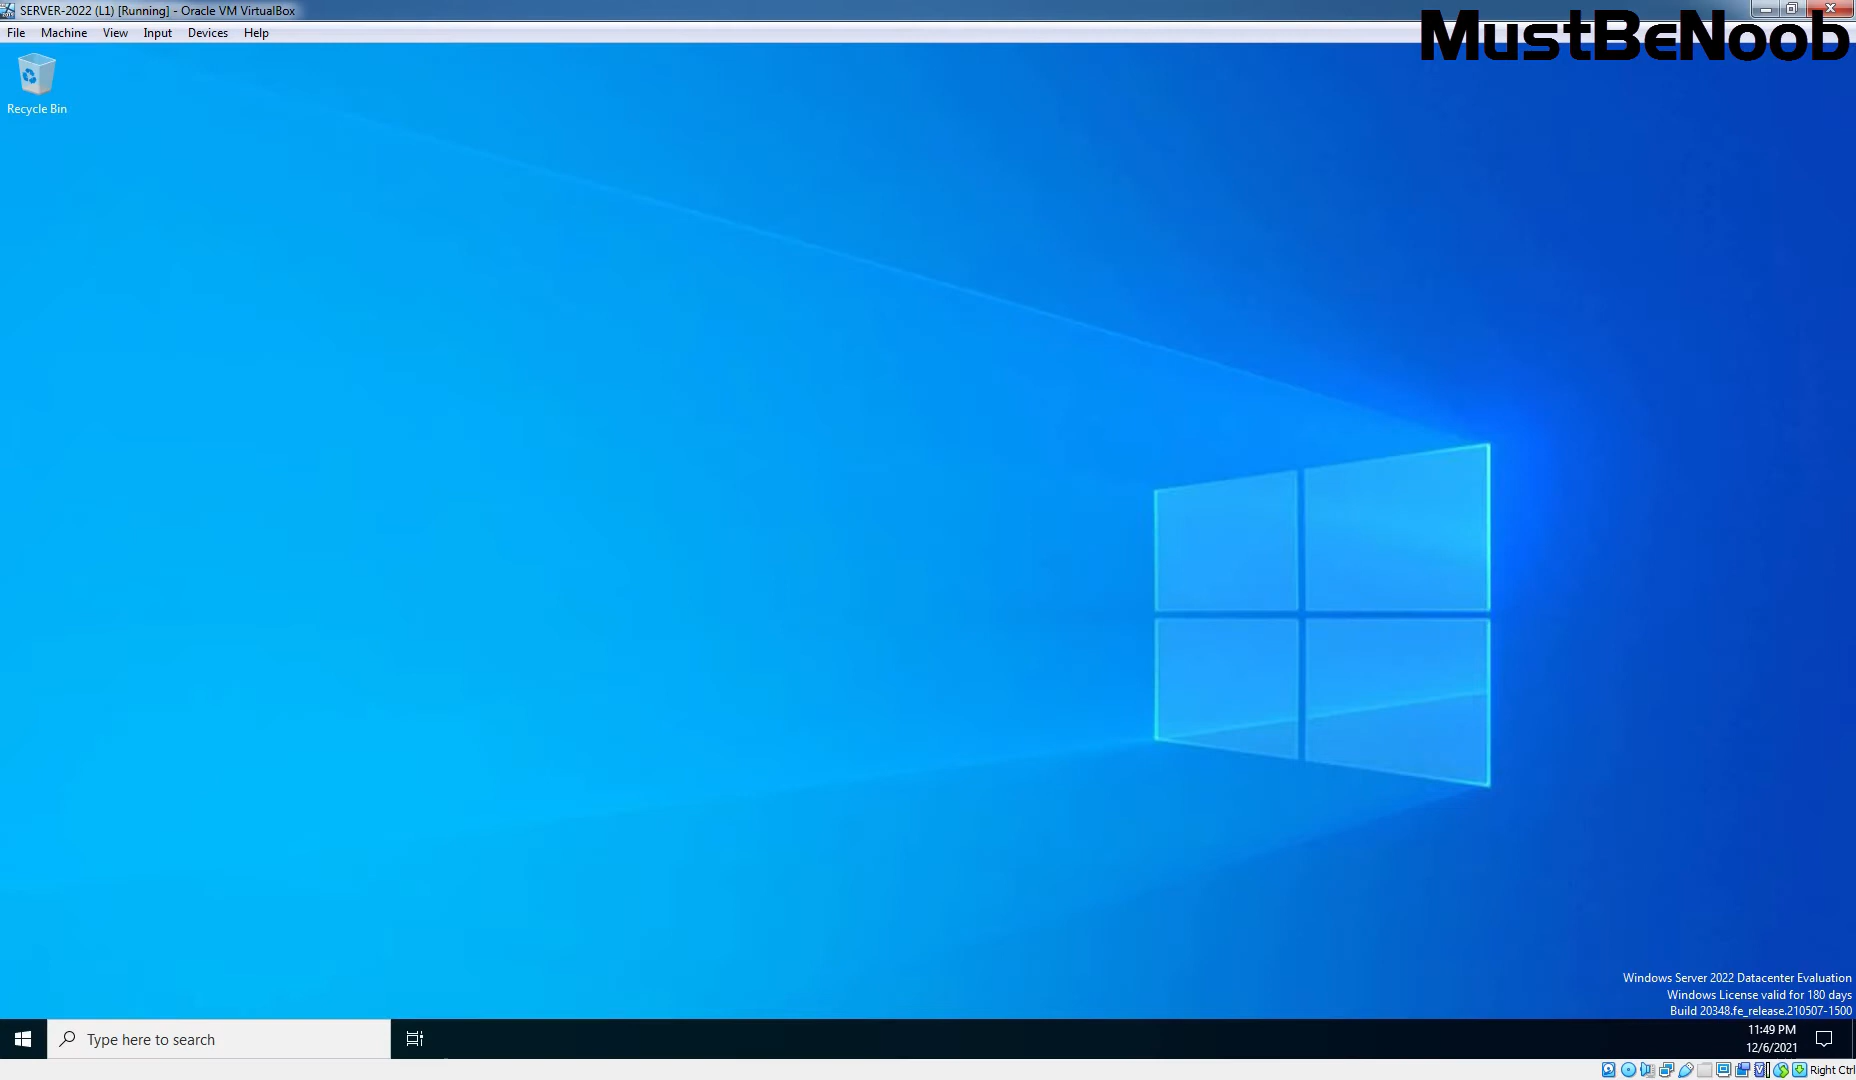 SERVER-2022 (L1) [Running] - Oracle VM VirtualBox
File Machine View Input Devices Help
MustBeNoob
Recycle Bin
Windows Server 2022 Datacenter Evaluation
Windows License valid for 180 days
Build 20348.fe_release.210507-1500
Type here to search
11:49 PM
12/6/2021
Right Ctrl